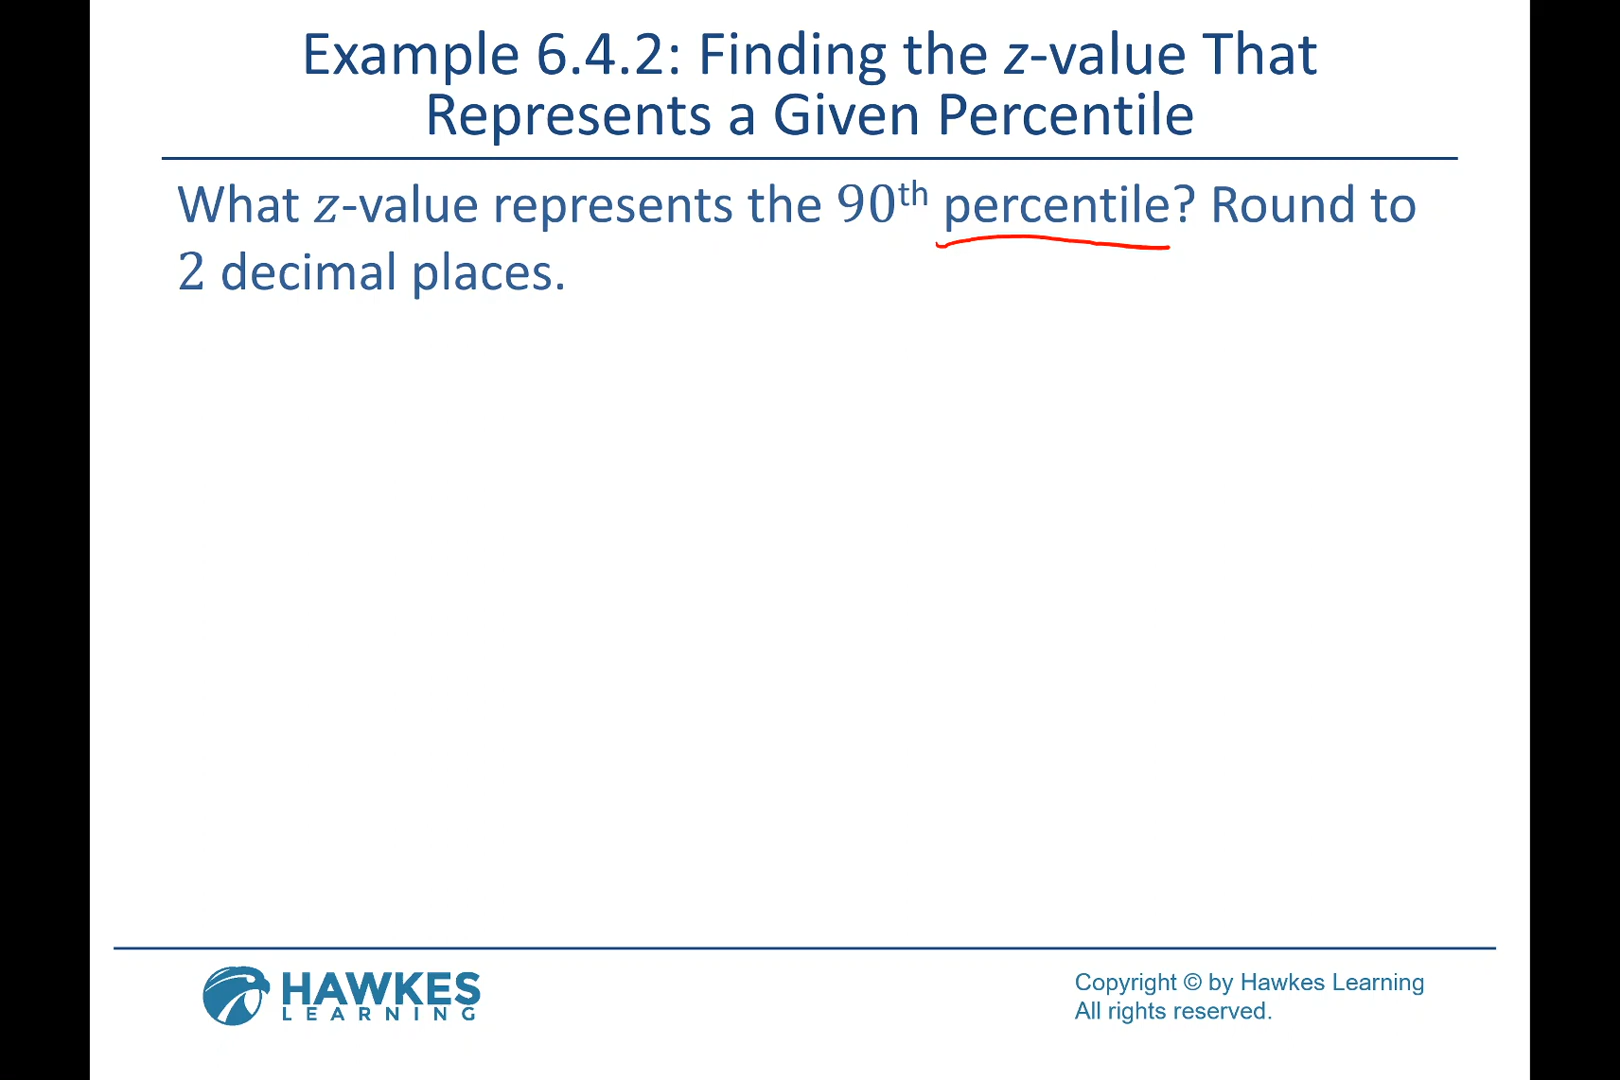 Example 6.4.2: Finding the z-value That
Represents a Given Percentile
What z-value represents the 90th percentile? Round to
2 decimal places.
HAWKES
LEARNING
Copyright © by Hawkes Learning
All rights reserved.